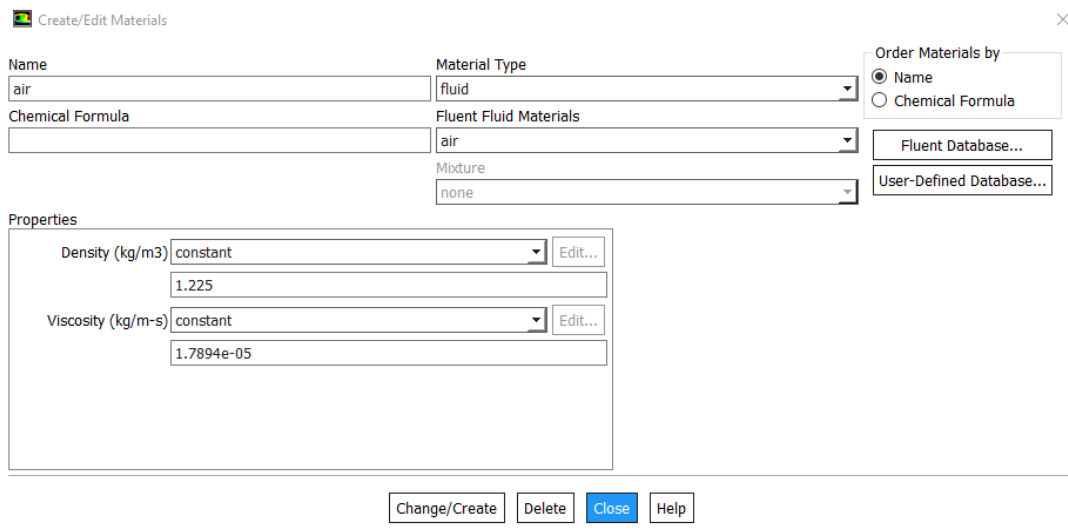 Create/Edit Materials
Name
air
Material Type
fluid
Order Materials by
Name
Chemical Formula
Chemical Formula
Fluent Fluid Materials
air
Fluent Database...
Mixture
none
User-Defined Database...
Properties
Density (kg/m3) constant Edit...
1.225
Viscosity (kg/m-s) constant Edit...
1.7894e-05
Change/Create Delete Close Help